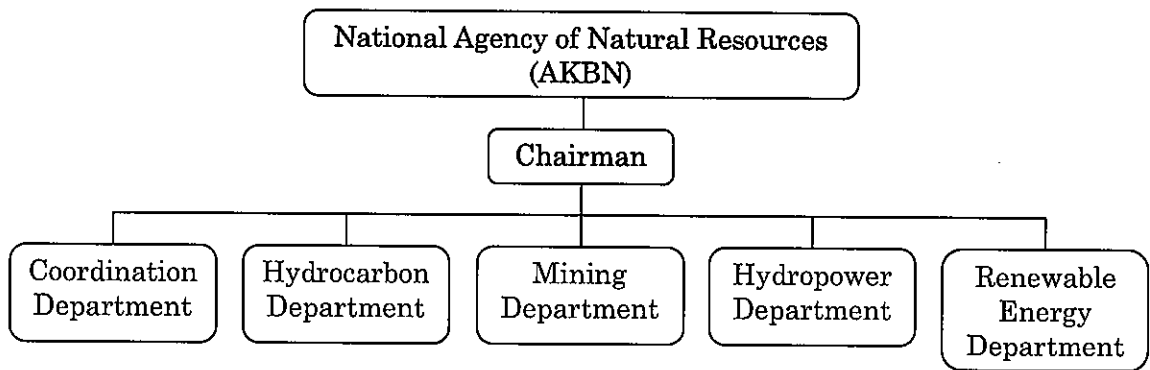 National Agency of Natural Resources
(AKBN)
Chairman
Coordination
Department
Hydrocarbon
Department
Mining
Department
Hydropower
Department
Renewable
Energy
Department